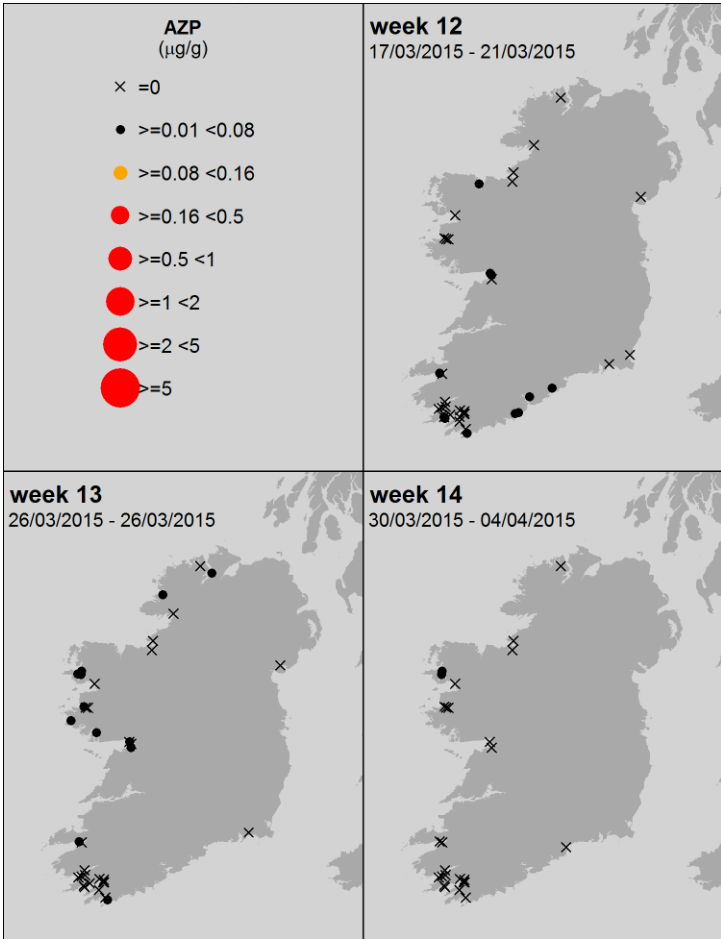 AZP
(µg/g)
=0
>=0.01 <0.08
>=0.08 <0.16
>=0.16 <0.5
>=0.5 <1
>=1 <2
>=2 <5
>=5
week 12
17/03/2015 - 21/03/2015
week 13
26/03/2015 - 26/03/2015
week 14
30/03/2015 - 04/04/2015